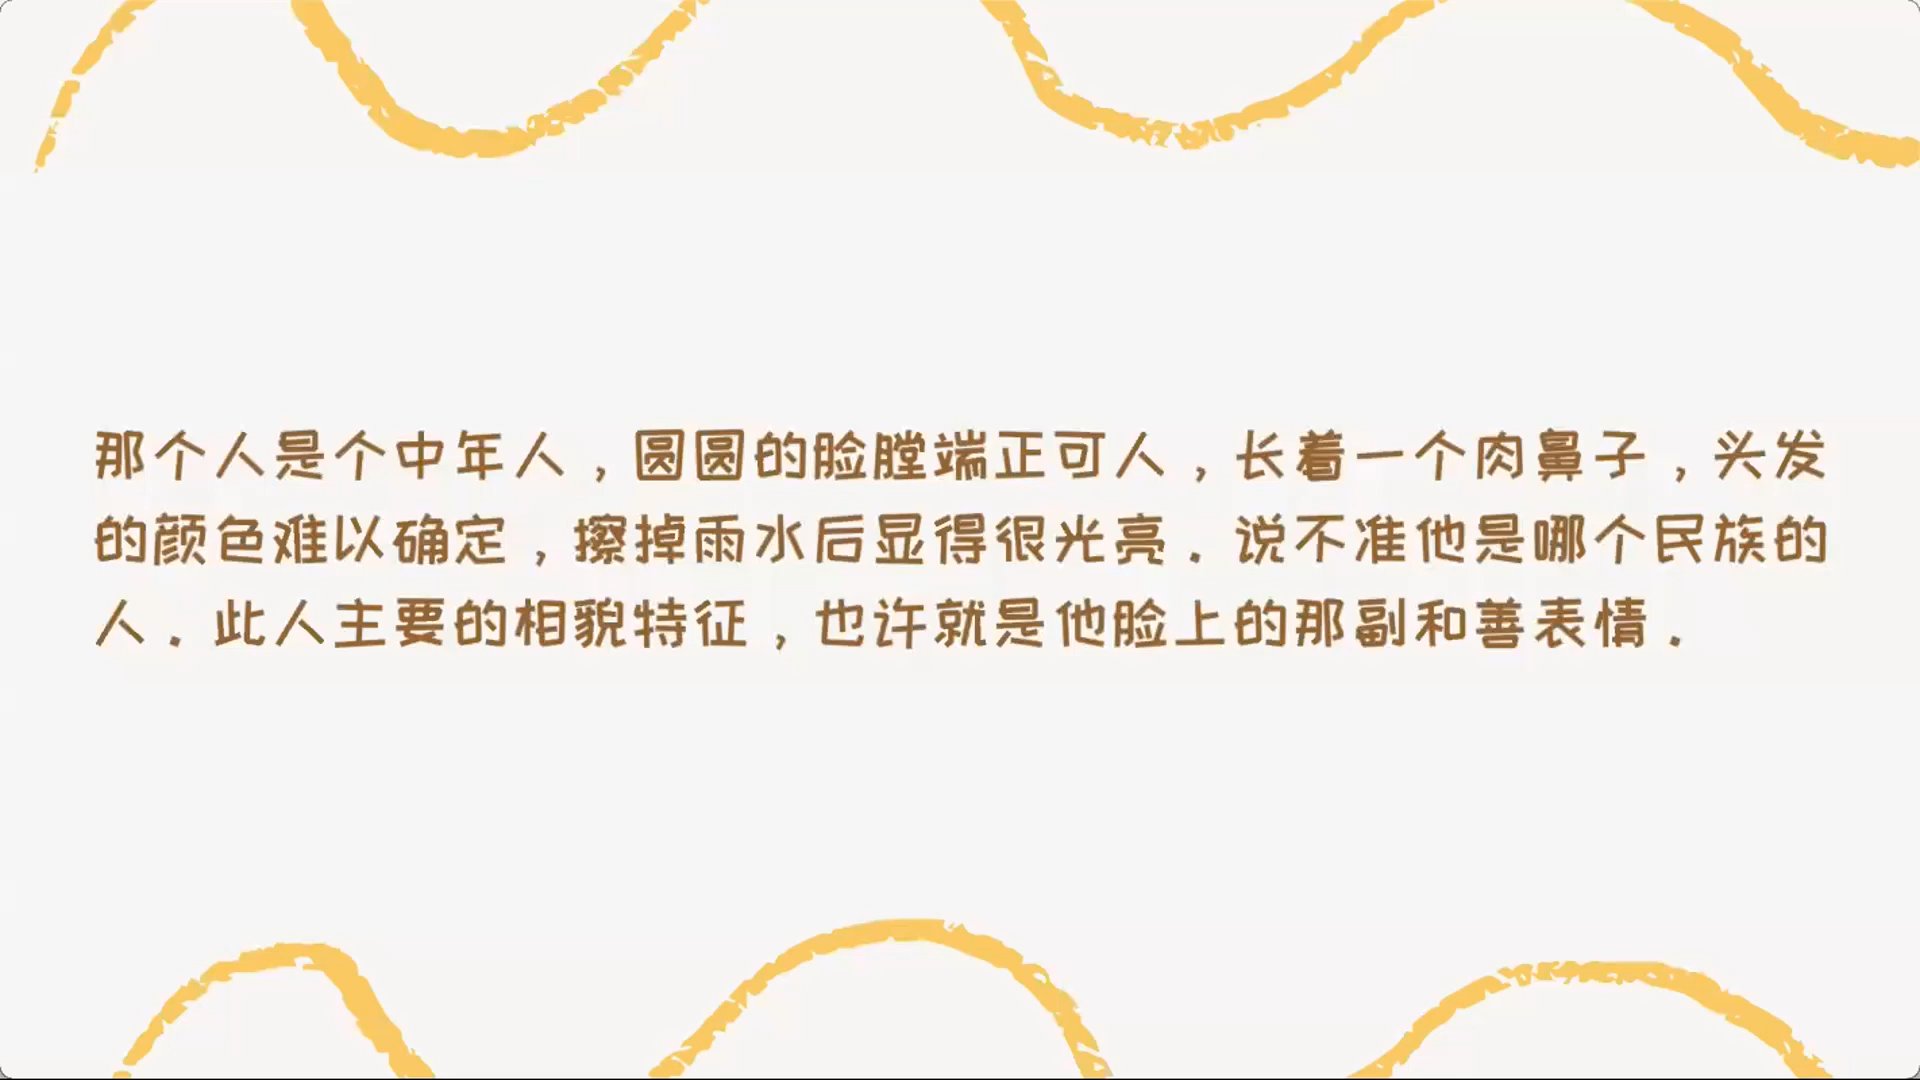 那个人是个中年人，圆圆的脸膛端正可人，长着一个肉鼻子，头发
的颜色难以确定，擦掉雨水后显得很光亮．说不准他是哪个民族的
人．此人主要的相貌特征，也许就是他脸上的那副和善表情．